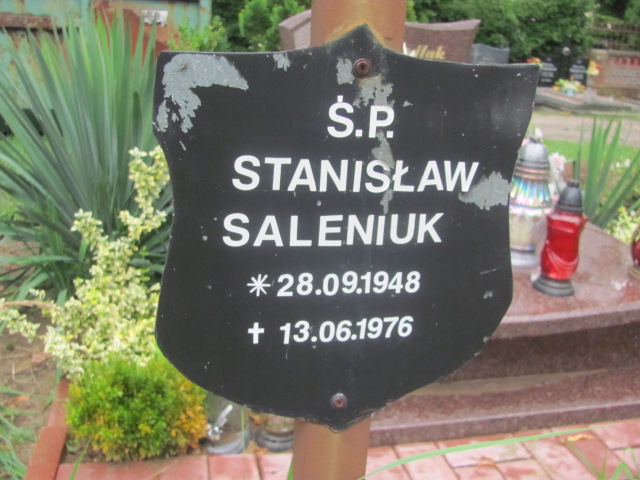 Ś.P.
STANISŁAW
SALENIUK
* 28.09.1948
✝ 13.06.1976